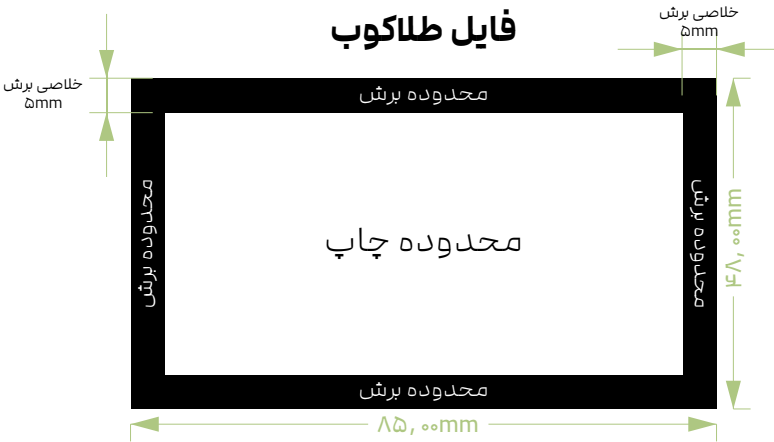 فایل طلاکوب
خلاصی برش
۵mm
خلاصی برش
۵mm
محدوده برش
محدوده برش
محدوده چاپ
محدوده برش
۴۸,۰۰mm
محدوده برش
۸۵,۰۰mm